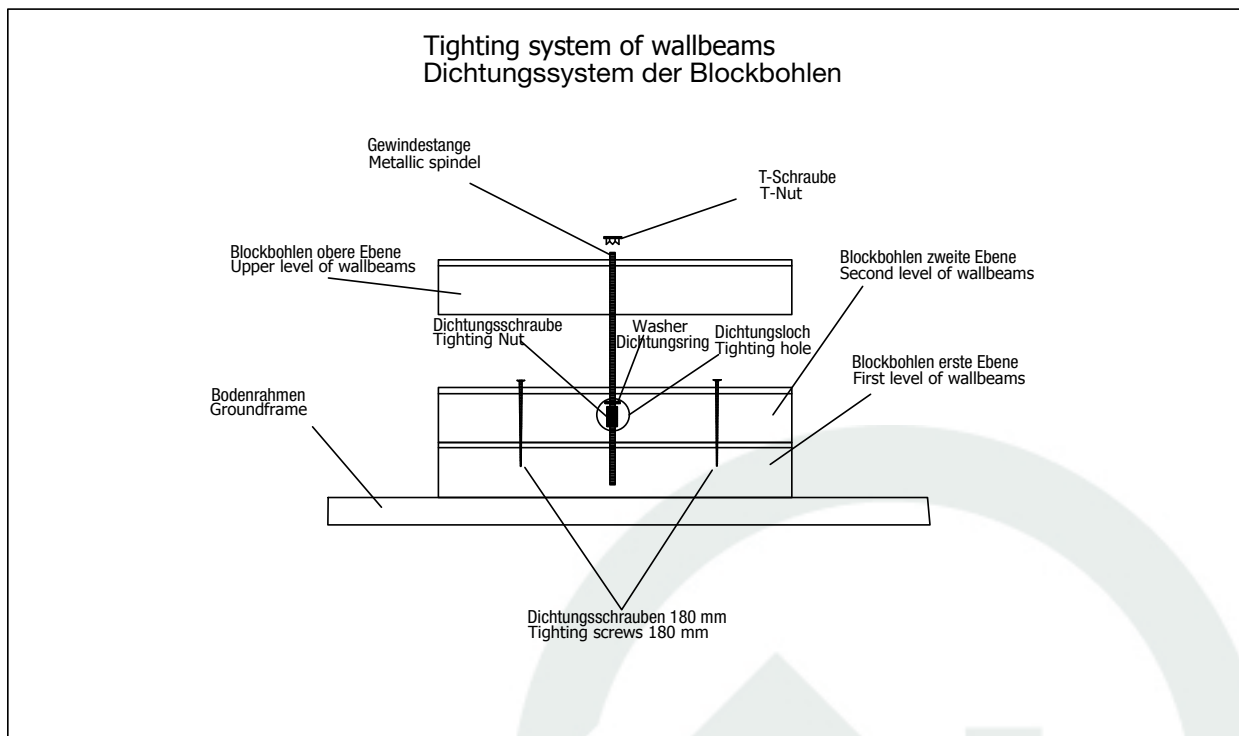 Tighting system of wallbeams
Dichtungssystem der Blockbohlen
Gewindestange
Metallic spindel
T-Schraube
T-Nut
Blockbohlen obere Ebene
Upper level of wallbeams
Blockbohlen zweite Ebene
Second level of wallbeams
Dichtungsschraube
Tighting Nut
Washer
Dichtungsring
Dichtungsloch
Tighting hole
Blockbohlen erste Ebene
First level of wallbeams
Bodenrahmen
Groundframe
Dichtungsschrauben 180 mm
Tighting screws 180 mm